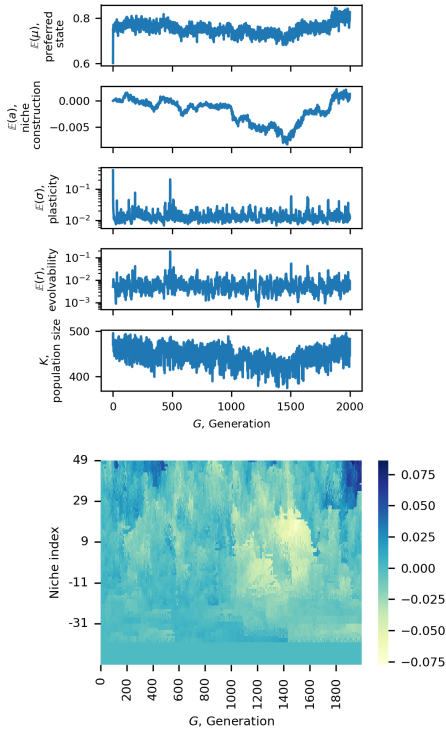 𝔼(μ),
preferred
state
0.8
0.6
𝔼(a),
niche
construction
0.000
−0.005
𝔼(σ),
plasticity
10⁻¹
10⁻²
𝔼(r),
evolvability
10⁻¹
10⁻²
10⁻³
K,
population size
500
400
0 500 1000 1500 2000
G, Generation
Niche index
49
29
9
-11
-31
0 200 400 600 800 1000 1200 1400 1600 1800
G, Generation
0.075
0.050
0.025
0.000
−0.025
−0.050
−0.075